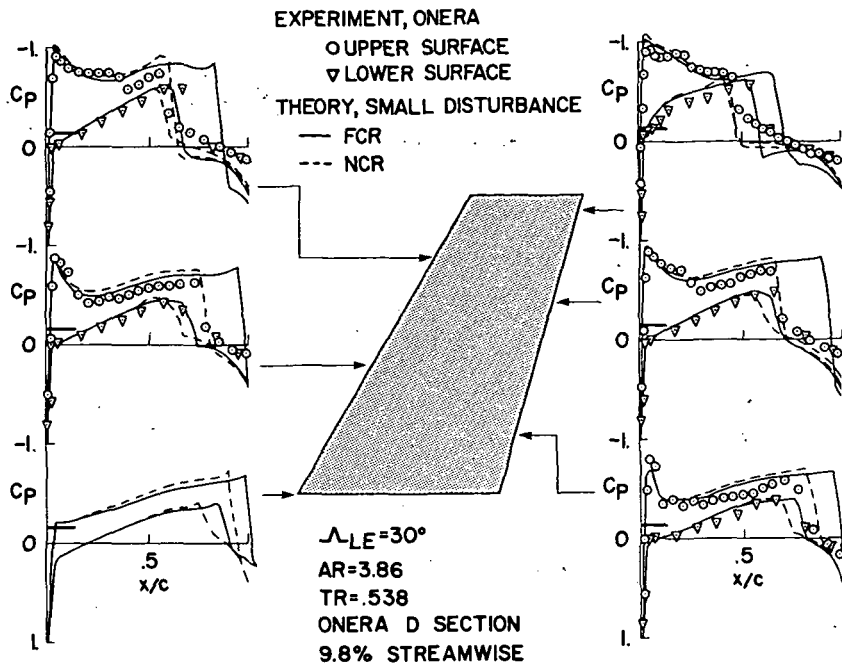 EXPERIMENT, ONERA
UPPER SURFACE
LOWER SURFACE
THEORY, SMALL DISTURBANCE
FCR
NCR
-1.
CP
0
-1.
CP
0
-1.
CP
0
.5
X/C
1.
-1.
CP
0
-1.
CP
0
-1.
CP
0
.5
X/C
1.
ΛLE=30°
AR=3.86
TR=.538
ONERA D SECTION
9.8% STREAMWISE